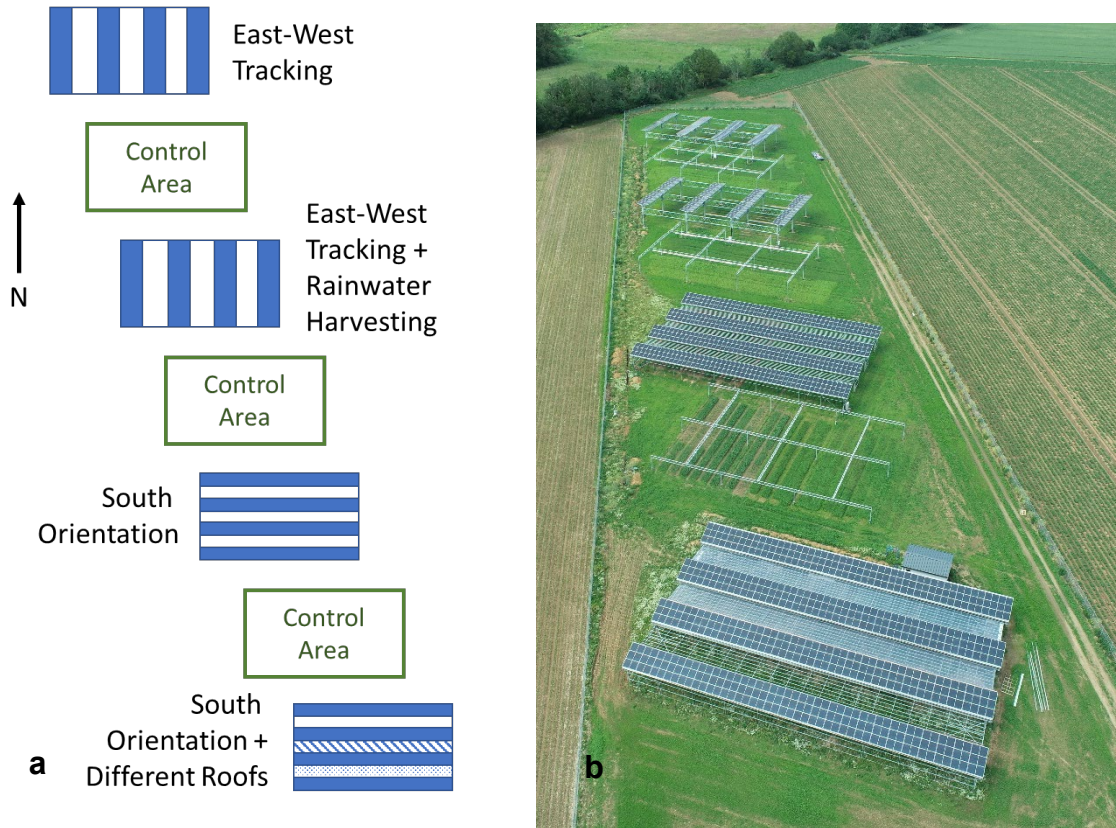 East-West
Tracking
Control
Area
N
East-West
Tracking +
Rainwater
Harvesting
Control
Area
South
Orientation
Control
Area
South
Orientation +
Different Roofs
a
b